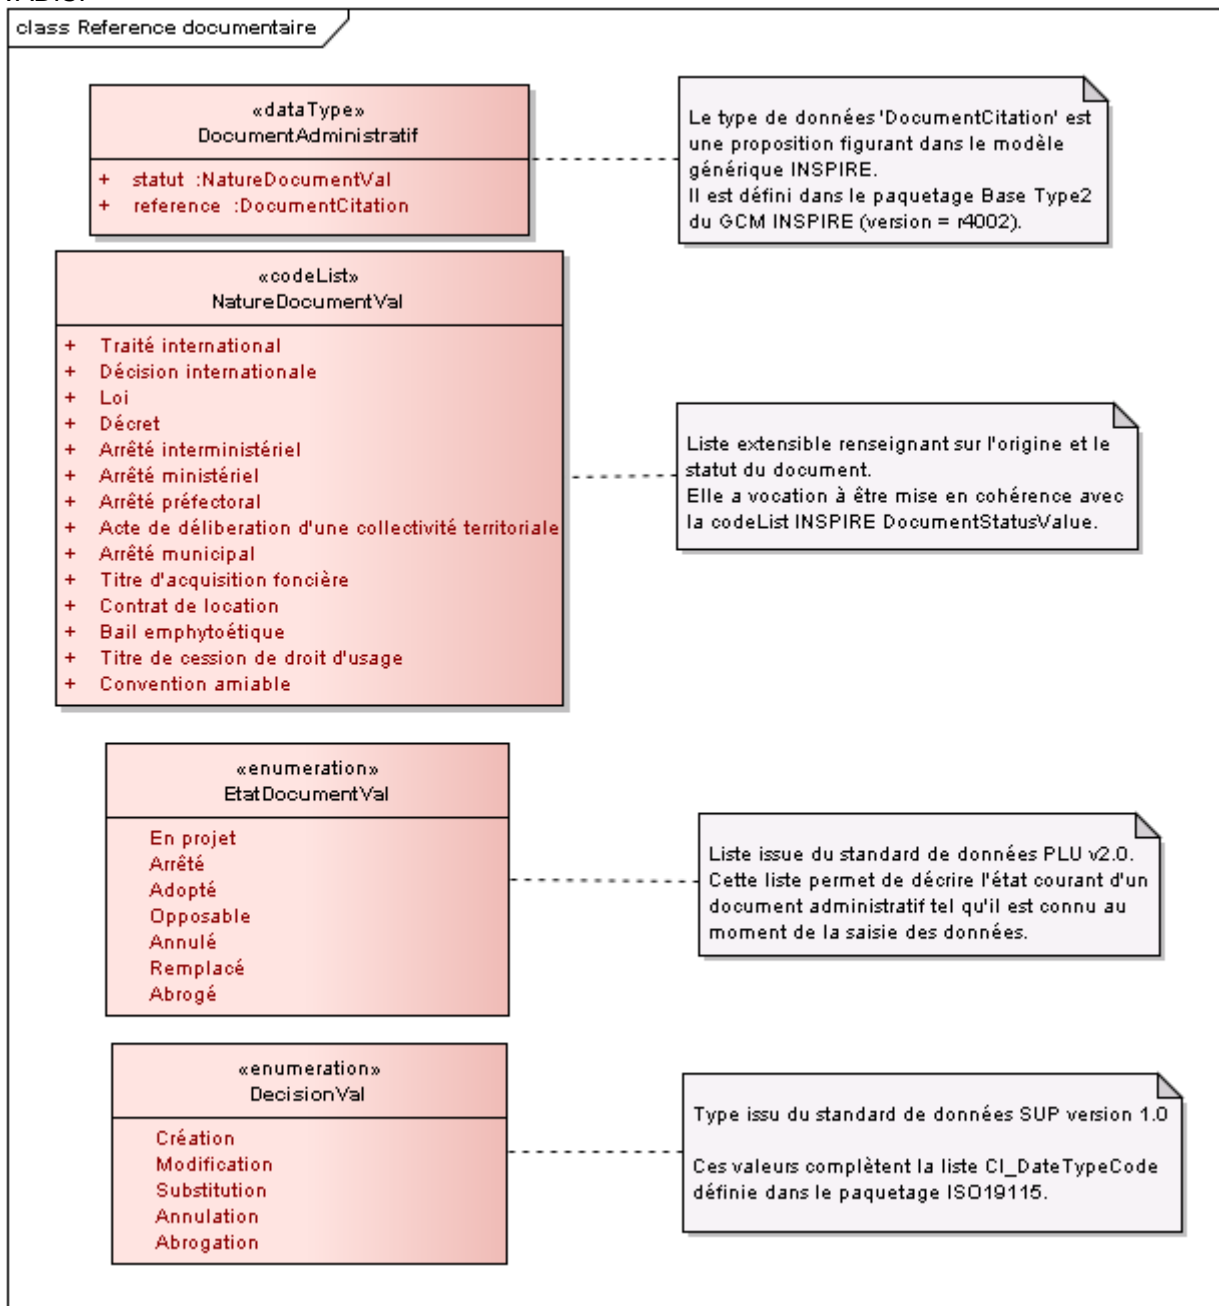 class Reference documentaire
«dataType»
DocumentAdministratif
+ statut :NatureDocumentVal
+ reference :DocumentCitation
Le type de données 'DocumentCitation' est
une proposition figurant dans le modèle
générique INSPIRE.
Il est défini dans le paquetage Base Type2
du GCM INSPIRE (version = r4002).
«codeList»
NatureDocumentVal
+ Traité international
+ Décision internationale
+ Loi
+ Décret
+ Arrêté interministériel
+ Arrêté ministériel
+ Arrêté préfectoral
+ Acte de déliberation d'une collectivité territoriale
+ Arrêté municipal
+ Titre d'acquisition foncière
+ Contrat de location
+ Bail emphytoétique
+ Titre de cession de droit d'usage
+ Convention amiable
Liste extensible renseignant sur l'origine et le
statut du document.
Elle a vocation à être mise en cohérence avec
la codeList INSPIRE DocumentStatusValue.
«enumeration»
EtatDocumentVal
En projet
Arrêté
Adopté
Opposable
Annulé
Remplacé
Abrogé
Liste issue du standard de données PLU v2.0.
Cette liste permet de décrire l'état courant d'un
document administratif tel qu'il est connu au
moment de la saisie des données.
«enumeration»
DecisionVal
Création
Modification
Substitution
Annulation
Abrogation
Type issu du standard de données SUP version 1.0
Ces valeurs complètent la liste CI_DateTypeCode
définie dans le paquetage ISO19115.